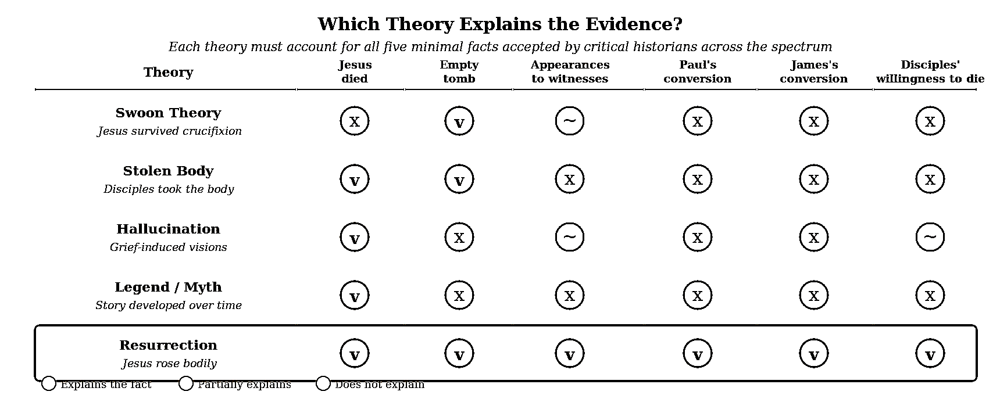 Which Theory Explains the Evidence?
Each theory must account for all five minimal facts accepted by critical historians across the spectrum
Theory
Jesus died
Empty tomb
Appearances to witnesses
Paul's conversion
James's conversion
Disciples' willingness to die
Swoon Theory
Jesus survived crucifixion
x v ~ x x x
Stolen Body
Disciples took the body
v v x x x x
Hallucination
Grief-induced visions
v x ~ x x ~
Legend / Myth
Story developed over time
v x x x x x
Resurrection
Jesus rose bodily
v v v v v v
Explains the fact Partially explains Does not explain